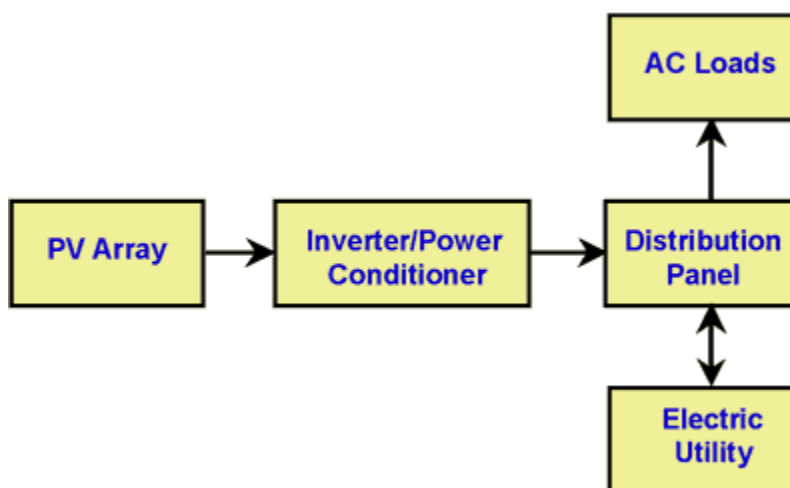 AC Loads
PV Array
Inverter/Power
Conditioner
Distribution
Panel
Electric
Utility